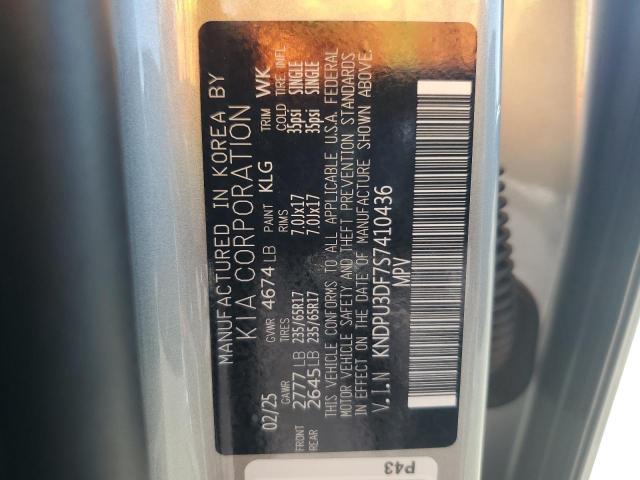 MANUFACTURED IN KOREA BY
KIA CORPORATION
02/25 GVWR 4674 LB PAINT KLG TRIM WK
GAWR TIRES RIMS COLD TIRE INFL.
FRONT 2777 LB 235/65R17 7.0Jx17 35psi SINGLE
REAR 2645 LB 235/65R17 7.0Jx17 35psi SINGLE
THIS VEHICLE CONFORMS TO ALL APPLICABLE U.S.A. FEDERAL
MOTOR VEHICLE SAFETY AND THEFT PREVENTION STANDARDS
IN EFFECT ON THE DATE OF MANUFACTURE SHOWN ABOVE.
V.I.N KNDPU3DF7S7410436
MPV
P43